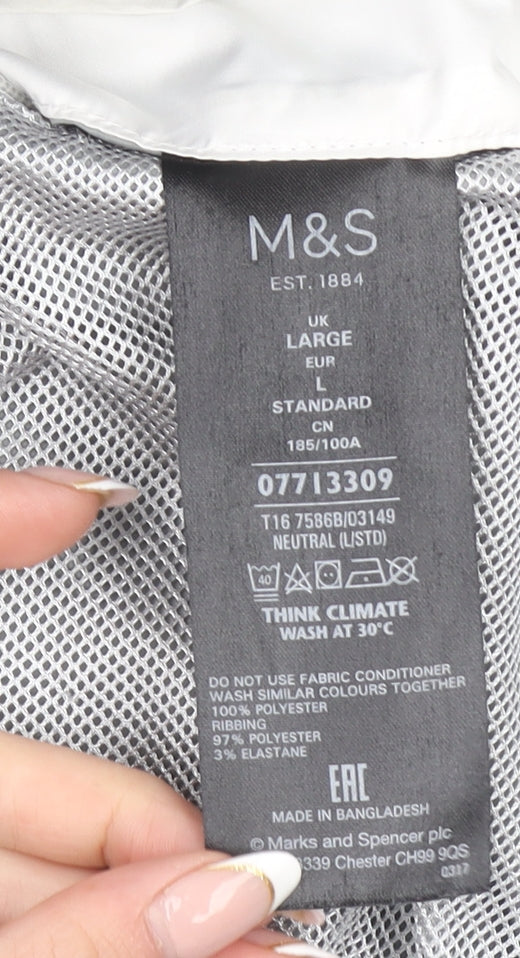 M&S
EST. 1884
UK
LARGE
EUR
L
STANDARD
CN
185/100A
07713309
T16 7586B/03149
NEUTRAL (L/STD)
40
THINK CLIMATE
WASH AT 30°C
DO NOT USE FABRIC CONDITIONER
WASH SIMILAR COLOURS TOGETHER
100% POLYESTER
RIBBING
97% POLYESTER
3% ELASTANE
EAC
MADE IN BANGLADESH
© Marks and Spencer plc
339 Chester CH99 9QS
0317